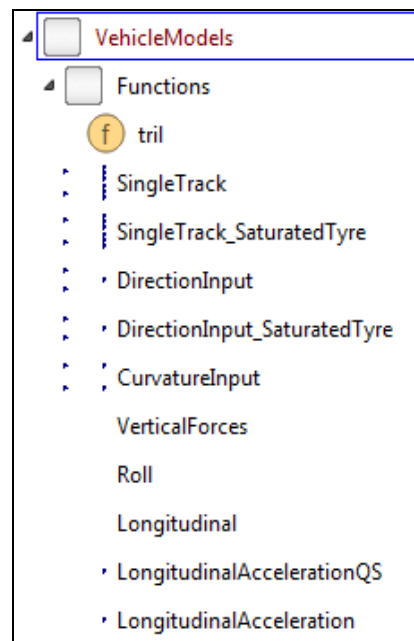 VehicleModels
Functions
f tril
SingleTrack
SingleTrack_SaturatedTyre
DirectionInput
DirectionInput_SaturatedTyre
CurvatureInput
VerticalForces
Roll
Longitudinal
LongitudinalAccelerationQS
LongitudinalAcceleration